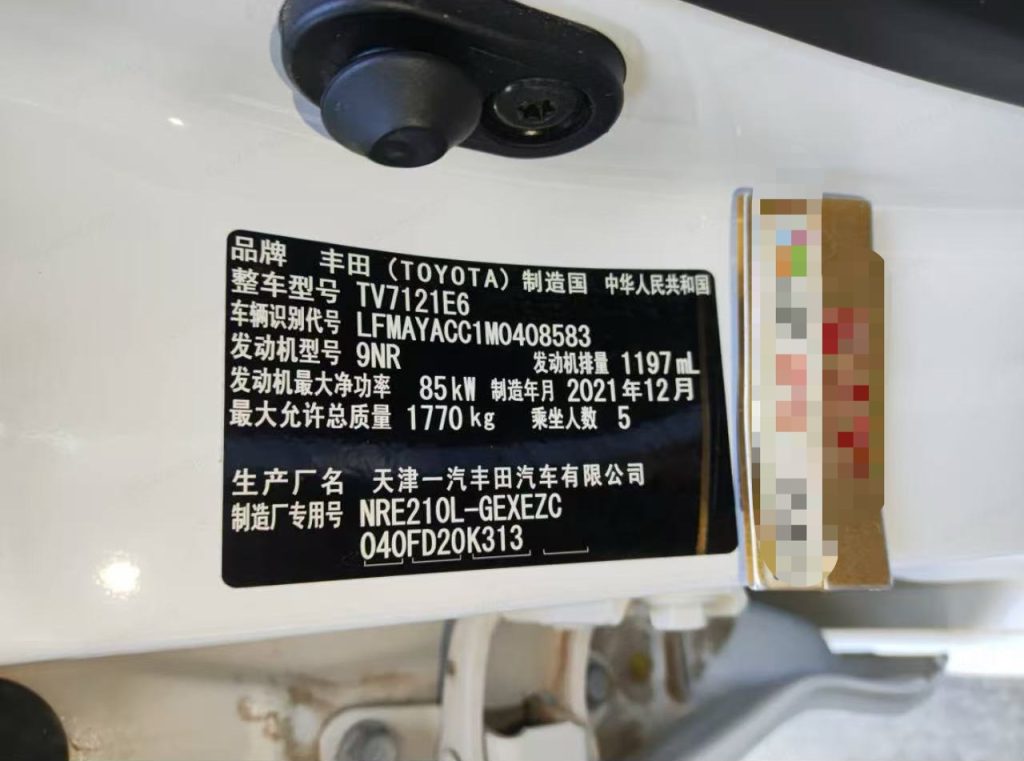 品牌 丰田（TOYOTA）制造国 中华人民共和国
整车型号 TV7121E6
车辆识别代号 LFMAYACC1M0408583
发动机型号 9NR 发动机排量 1197mL
发动机最大净功率 85kW 制造年月 2021年12月
最大允许总质量 1770kg 乘坐人数 5
生产厂名 天津一汽丰田汽车有限公司
制造厂专用号 NRE210L-GEXEZC
040FD20K313